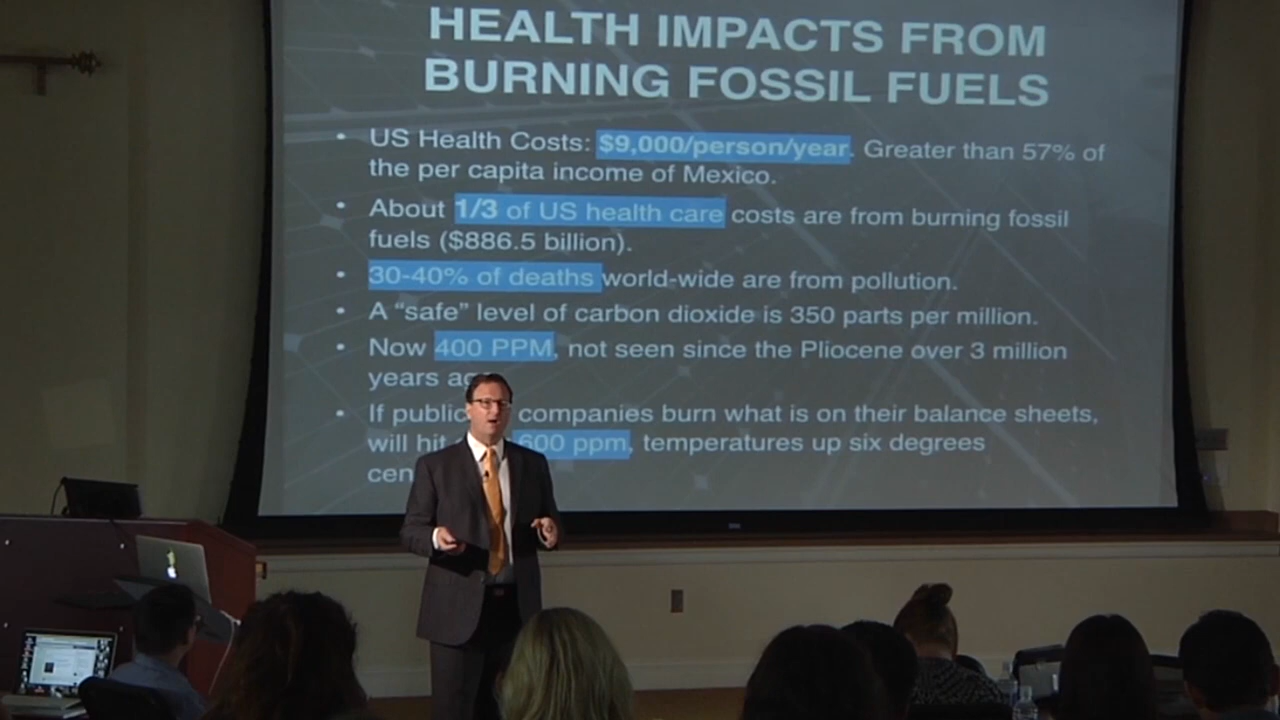 HEALTH IMPACTS FROM
BURNING FOSSIL FUELS
• US Health Costs: $9,000/person/year. Greater than 57% of
the per capita income of Mexico.
• About 1/3 of US health care costs are from burning fossil
fuels ($886.5 billion).
• 30-40% of deaths world-wide are from pollution.
• A “safe” level of carbon dioxide is 350 parts per million.
• Now 400 PPM, not seen since the Pliocene over 3 million
years
• If public companies burn what is on their balance sheets,
will hit 600 ppm, temperatures up six degrees